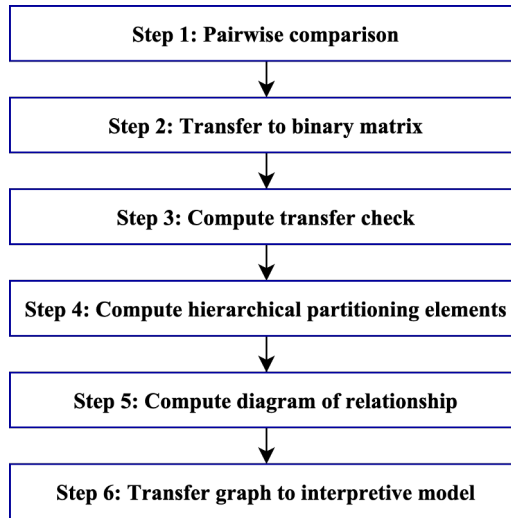 Step 1: Pairwise comparison
Step 2: Transfer to binary matrix
Step 3: Compute transfer check
Step 4: Compute hierarchical partitioning elements
Step 5: Compute diagram of relationship
Step 6: Transfer graph to interpretive model